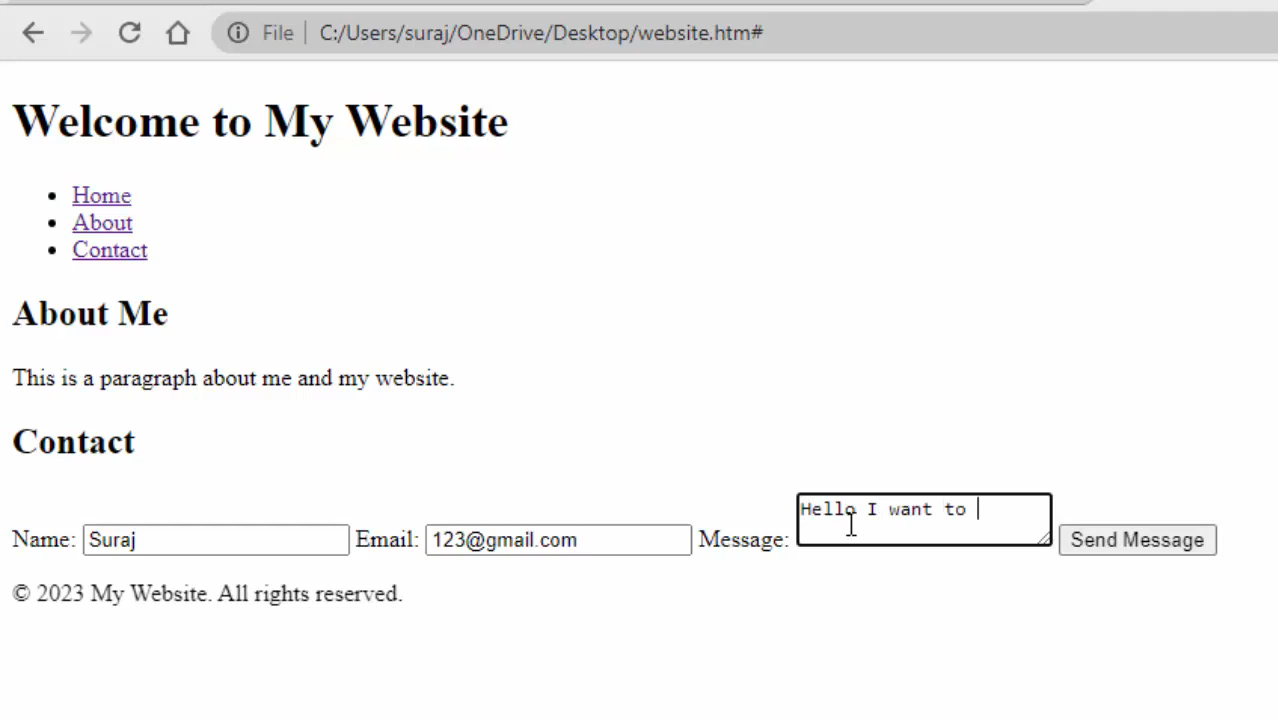 File C:/Users/suraj/OneDrive/Desktop/website.htm#
Welcome to My Website
Home
About
Contact
About Me
This is a paragraph about me and my website.
Contact
Name: Suraj Email: 123@gmail.com Message: Hello I want to Send Message
© 2023 My Website. All rights reserved.